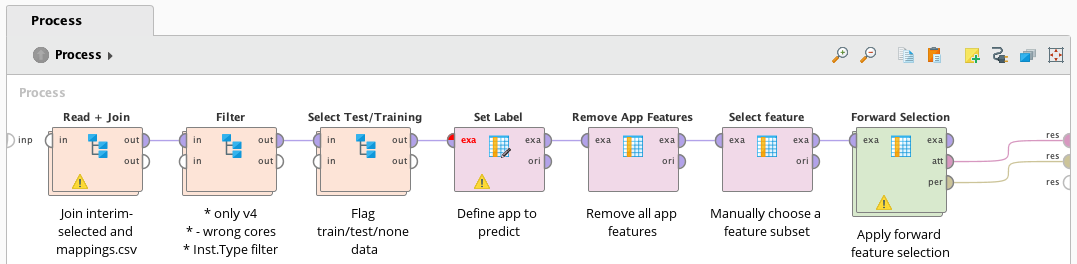 Process
Process
Process
Read + Join
Filter
Select Test/Training
Set Label
Remove App Features
Select feature
Forward Selection
inp
in out
out
in out
in out
in out
in out
exa exa
ori
exa exa
ori
exa exa
ori
exa exa
att
per
res
res
res
Join interim-
selected and
mappings.csv
* only v4
* - wrong cores
* Inst.Type filter
Flag
train/test/none
data
Define app to
predict
Remove all app
features
Manually choose a
feature subset
Apply forward
feature selection